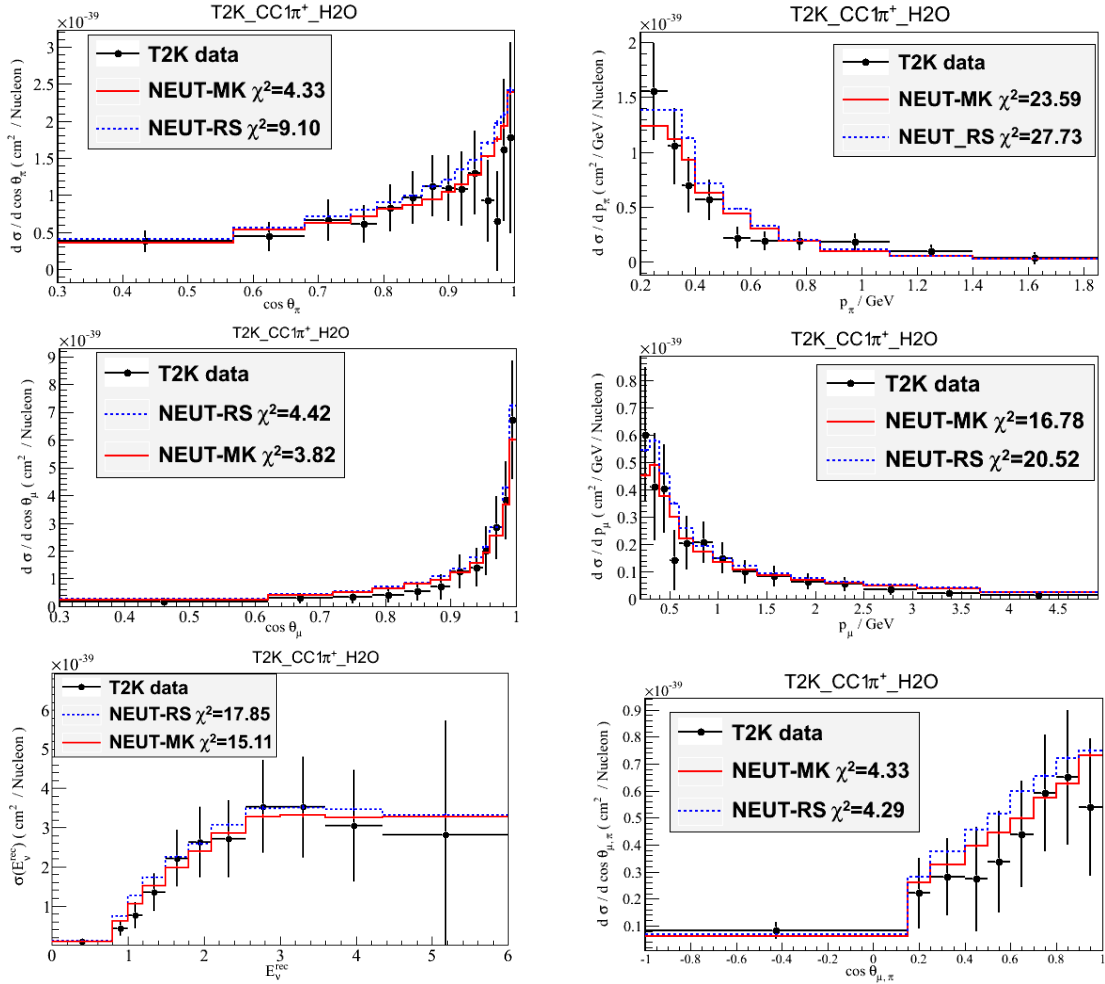 T2K_CC1π⁺_H2O
×10⁻³⁹
T2K data
NEUT-MK χ²=4.33
NEUT-RS χ²=9.10
d σ / d cos θπ ( cm² / Nucleon )
3
2.5
2
1.5
1
0.5
0
0.3 0.4 0.5 0.6 0.7 0.8 0.9 1
cos θπ
T2K_CC1π⁺_H2O
×10⁻³⁹
T2K data
NEUT-MK χ²=23.59
NEUT_RS χ²=27.73
d σ / d pπ ( cm² / GeV / Nucleon )
2
1.5
1
0.5
0
0.2 0.4 0.6 0.8 1 1.2 1.4 1.6 1.8
pπ / GeV
T2K_CC1π⁺_H2O
×10⁻³⁹
T2K data
NEUT-RS χ²=4.42
NEUT-MK χ²=3.82
d σ / d cos θμ ( cm² / Nucleon )
9
8
7
6
5
4
3
2
1
0
0.3 0.4 0.5 0.6 0.7 0.8 0.9 1
cos θμ
T2K_CC1π⁺_H2O
×10⁻³⁹
T2K data
NEUT-MK χ²=16.78
NEUT-RS χ²=20.52
d σ / d pμ ( cm² / GeV / Nucleon )
0.8
0.7
0.6
0.5
0.4
0.3
0.2
0.1
0
0.5 1 1.5 2 2.5 3 3.5 4 4.5
pμ / GeV
T2K_CC1π⁺_H2O
×10⁻³⁹
T2K data
NEUT-RS χ²=17.85
NEUT-MK χ²=15.11
σ(Eνʳᵉᶜ) ( cm² / Nucleon )
6
5
4
3
2
1
0 1 2 3 4 5 6
Eνʳᵉᶜ
T2K_CC1π⁺_H2O
×10⁻³⁹
T2K data
NEUT-MK χ²=4.33
NEUT-RS χ²=4.29
d σ / d cos θμ,π ( cm² / Nucleon )
0.9
0.8
0.7
0.6
0.5
0.4
0.3
0.2
0.1
-1 -0.8 -0.6 -0.4 -0.2 0 0.2 0.4 0.6 0.8 1
cos θμ,π